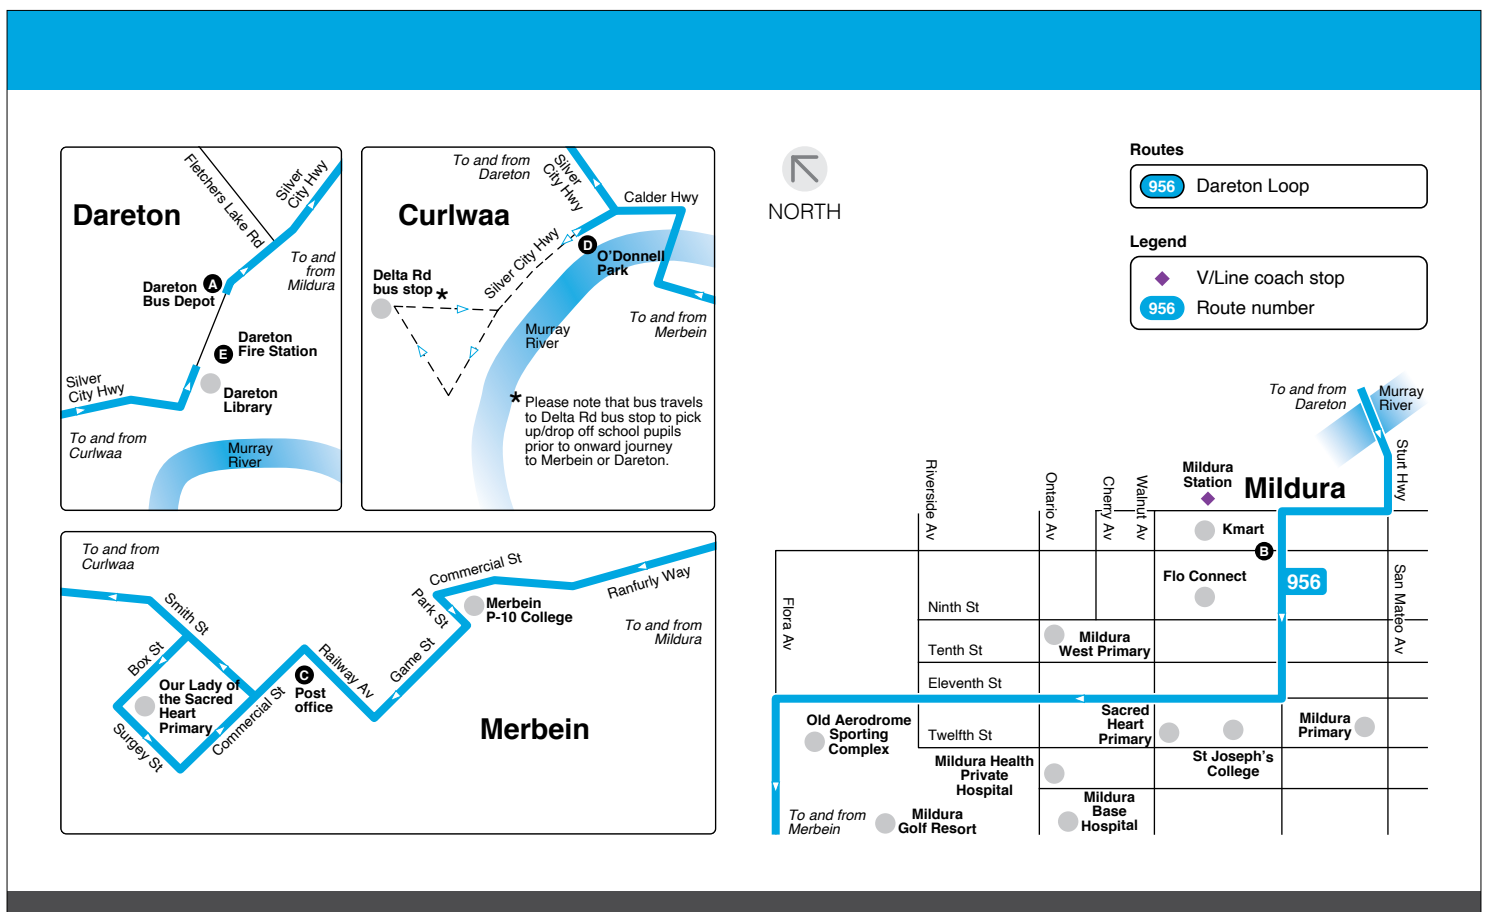 Dareton
Fletchers Lake Rd
Silver
City Hwy
To and
from
Mildura
A
Dareton
Bus Depot
E
Dareton
Fire Station
Dareton
Library
Silver
City Hwy
To and from
Curlwaa
Murray
River
Curlwaa
To and from
Dareton
Silver
City Hwy
Calder Hwy
D
O'Donnell
Park
Silver City Hwy
Delta Rd
bus stop *
To and from
Merbein
Murray
River
* Please note that bus travels
to Delta Rd bus stop to pick
up/drop off school pupils
prior to onward journey
to Merbein or Dareton.
NORTH
Routes
956 Dareton Loop
Legend
V/Line coach stop
956 Route number
To and from
Curlwaa
Smith St
Box St
Our Lady of
the Sacred
Heart
Primary
Surgey St
Commercial St
C
Post
office
Railway Av
Game St
Park St
Commercial St
Merbein
P-10 College
Ranfurly Way
To and from
Mildura
Merbein
To and from
Dareton
Murray
River
Sturt Hwy
Mildura
Mildura
Station
Riverside Av
Ontario Av
Cherry Av
Walnut Av
Kmart
B
Flo Connect
956
San Mateo Av
Flora Av
Ninth St
Tenth St
Mildura
West Primary
Eleventh St
Old Aerodrome
Sporting
Complex
Twelfth St
Sacred
Heart
Primary
St Joseph's
College
Mildura
Primary
Mildura Health
Private
Hospital
Mildura
Base
Hospital
To and from
Merbein
Mildura
Golf Resort